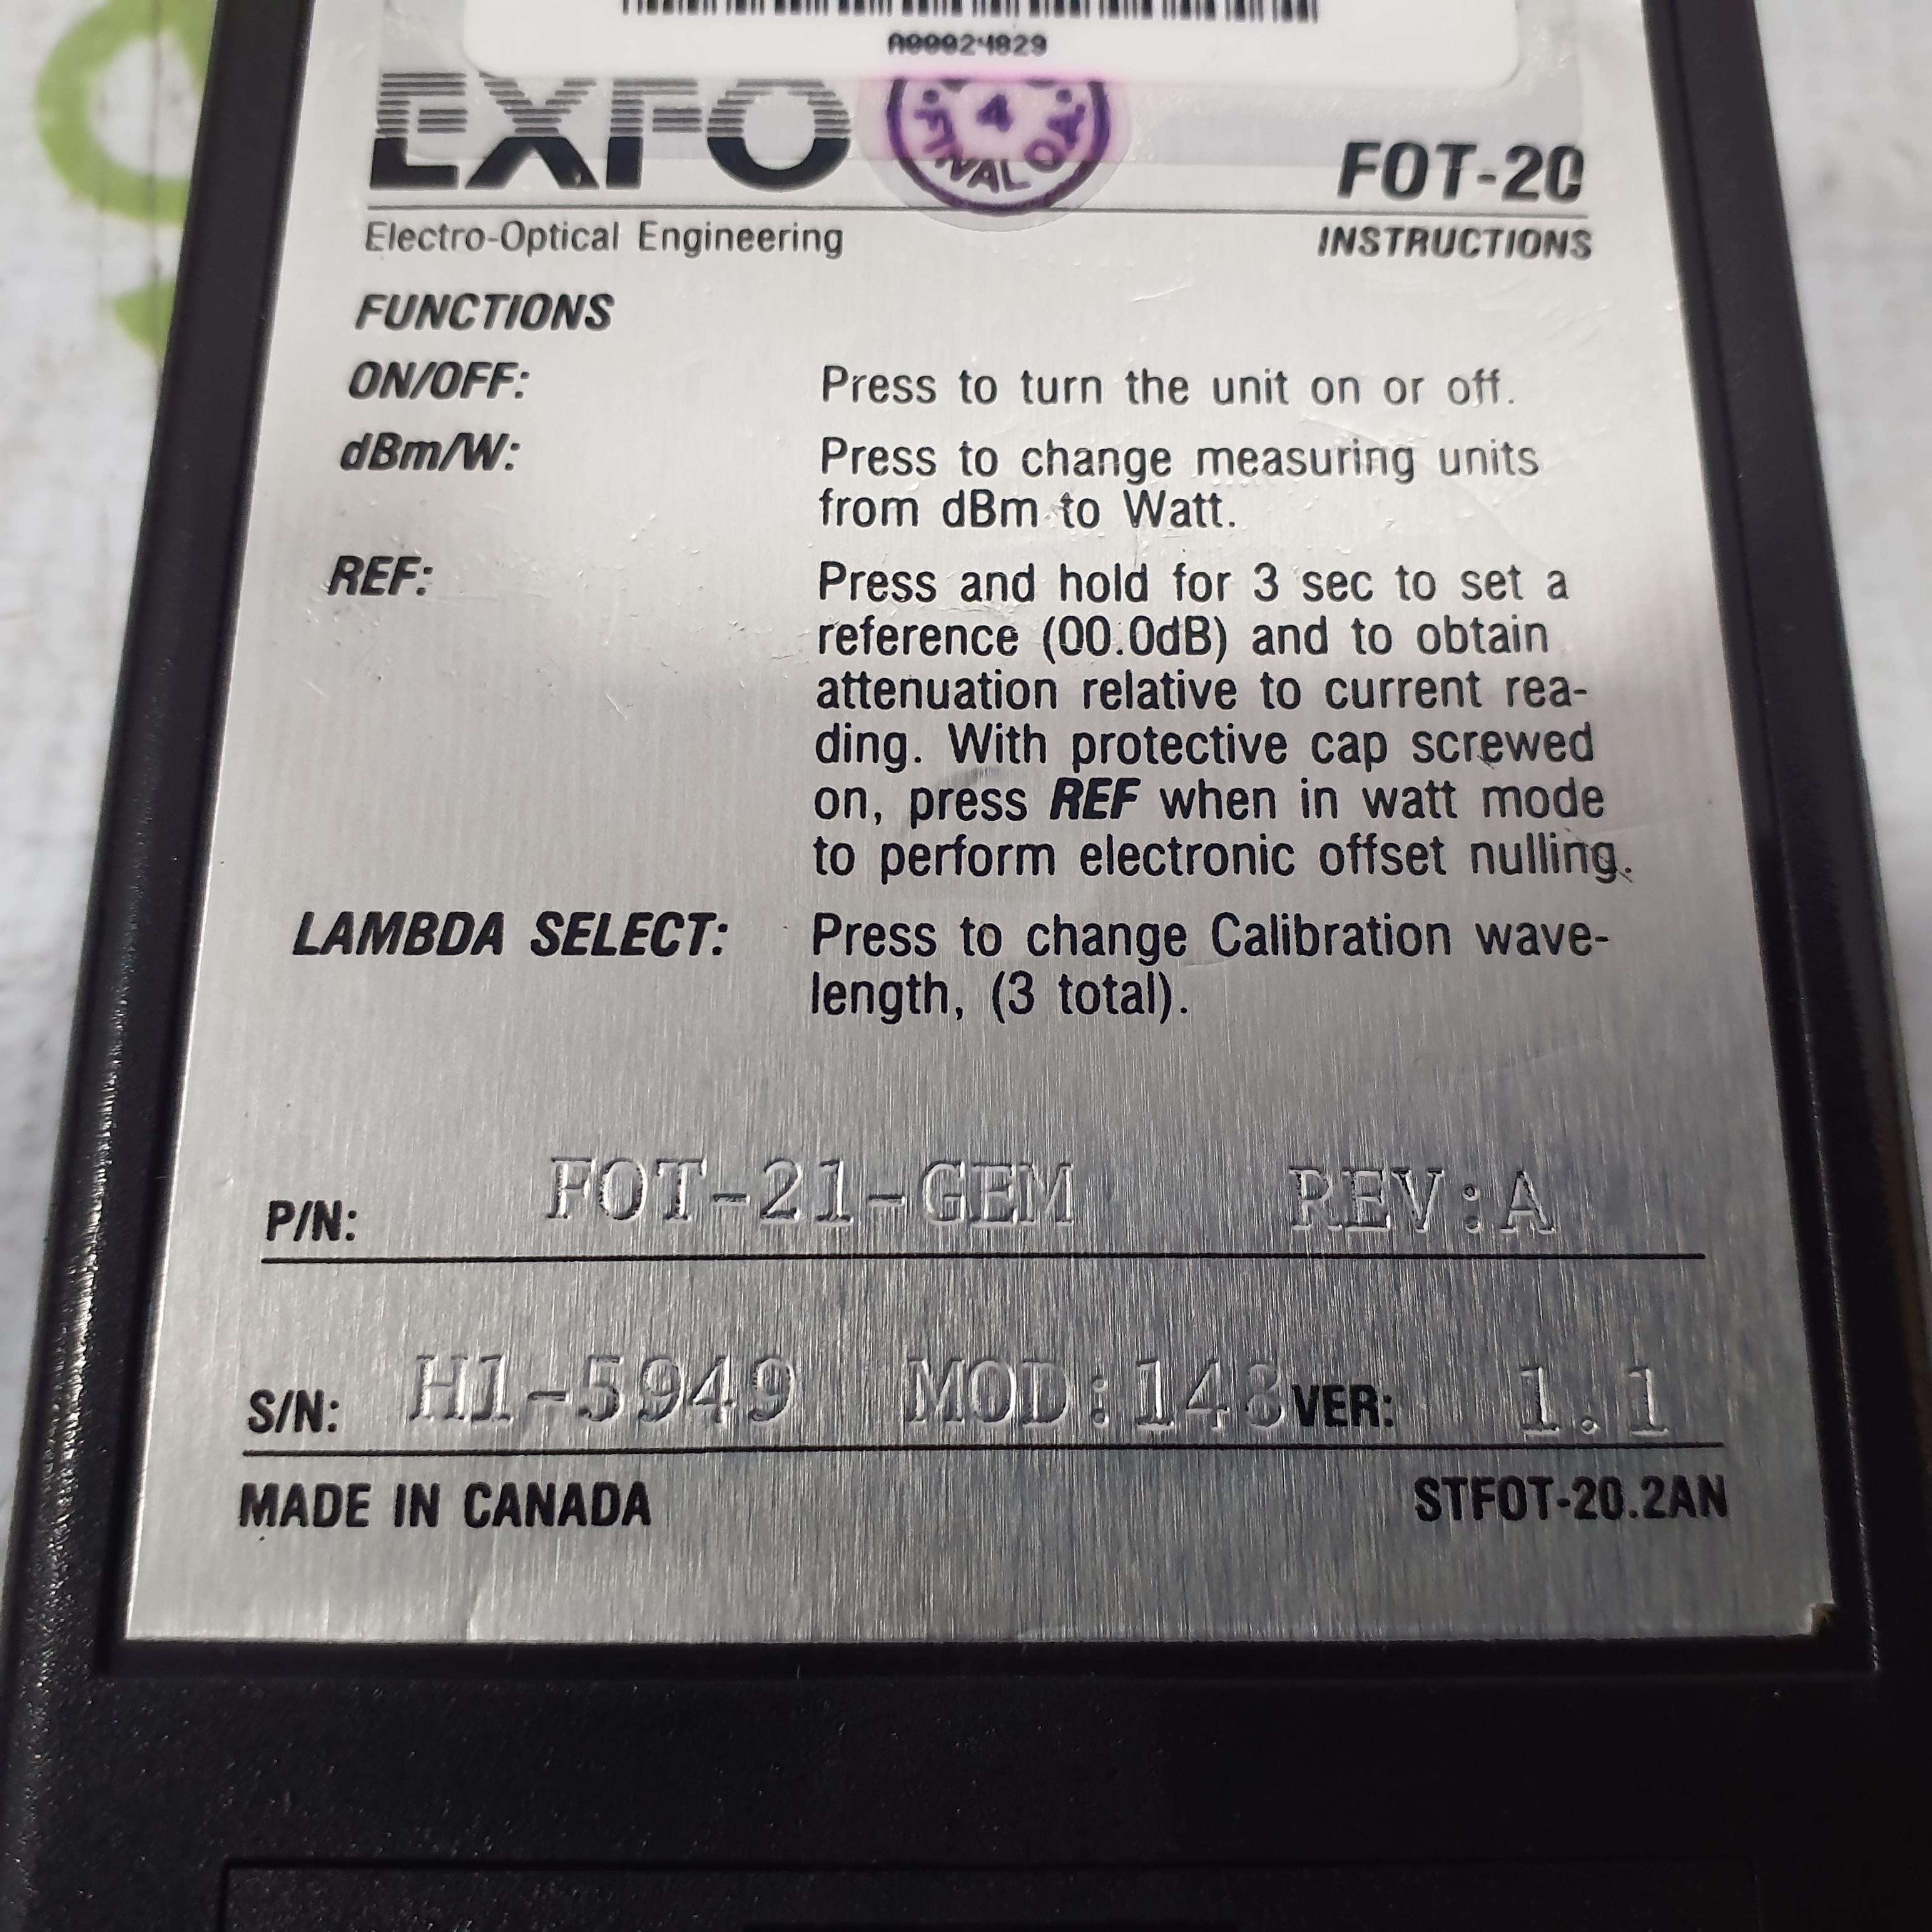 A00024829
EXFO
4
FINAL QA
FOT-20
Electro-Optical Engineering
INSTRUCTIONS
FUNCTIONS
ON/OFF: Press to turn the unit on or off.
dBm/W: Press to change measuring units
from dBm to Watt.
REF: Press and hold for 3 sec to set a
reference (00.0dB) and to obtain
attenuation relative to current rea-
ding. With protective cap screwed
on, press REF when in watt mode
to perform electronic offset nulling.
LAMBDA SELECT: Press to change Calibration wave-
length, (3 total).
P/N: FOT-21-GEM REV:A
S/N: H1-5949 MOD:148 VER: 1.1
MADE IN CANADA
STFOT-20.2AN